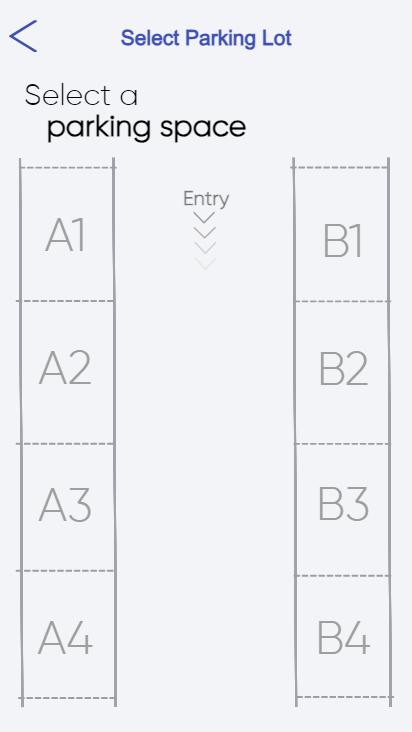 Select Parking Lot
Select a
parking space
Entry
A1
B1
A2
B2
A3
B3
A4
B4